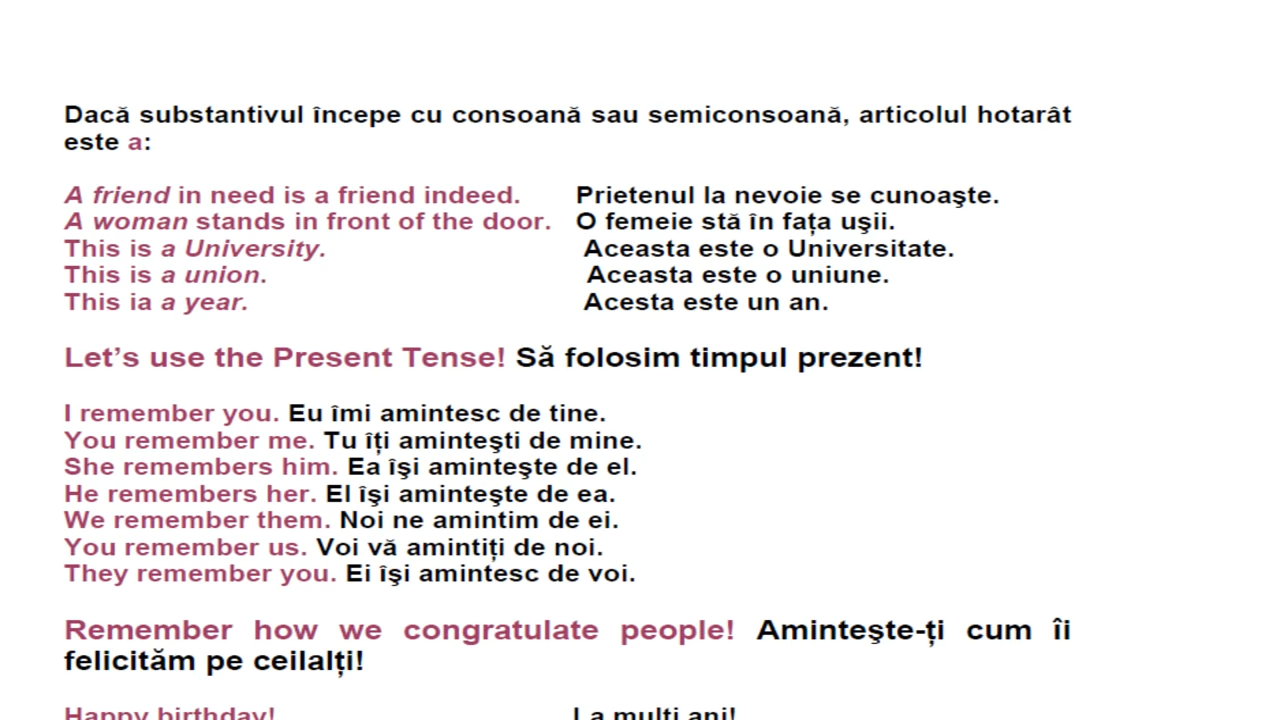 Dacă substantivul începe cu consoană sau semiconsoană, articolul hotarât
este a:
A friend in need is a friend indeed. Prietenul la nevoie se cunoaşte.
A woman stands in front of the door. O femeie stă în faţa uşii.
This is a University. Aceasta este o Universitate.
This is a union. Aceasta este o uniune.
This ia a year. Acesta este un an.
Let’s use the Present Tense! Să folosim timpul prezent!
I remember you. Eu îmi amintesc de tine.
You remember me. Tu îţi aminteşti de mine.
She remembers him. Ea îşi aminteşte de el.
He remembers her. El îşi aminteşte de ea.
We remember them. Noi ne amintim de ei.
You remember us. Voi vă amintiţi de noi.
They remember you. Ei îşi amintesc de voi.
Remember how we congratulate people! Aminteşte-ţi cum îi
felicităm pe ceilalţi!
Happy birthday! La mulţi ani!